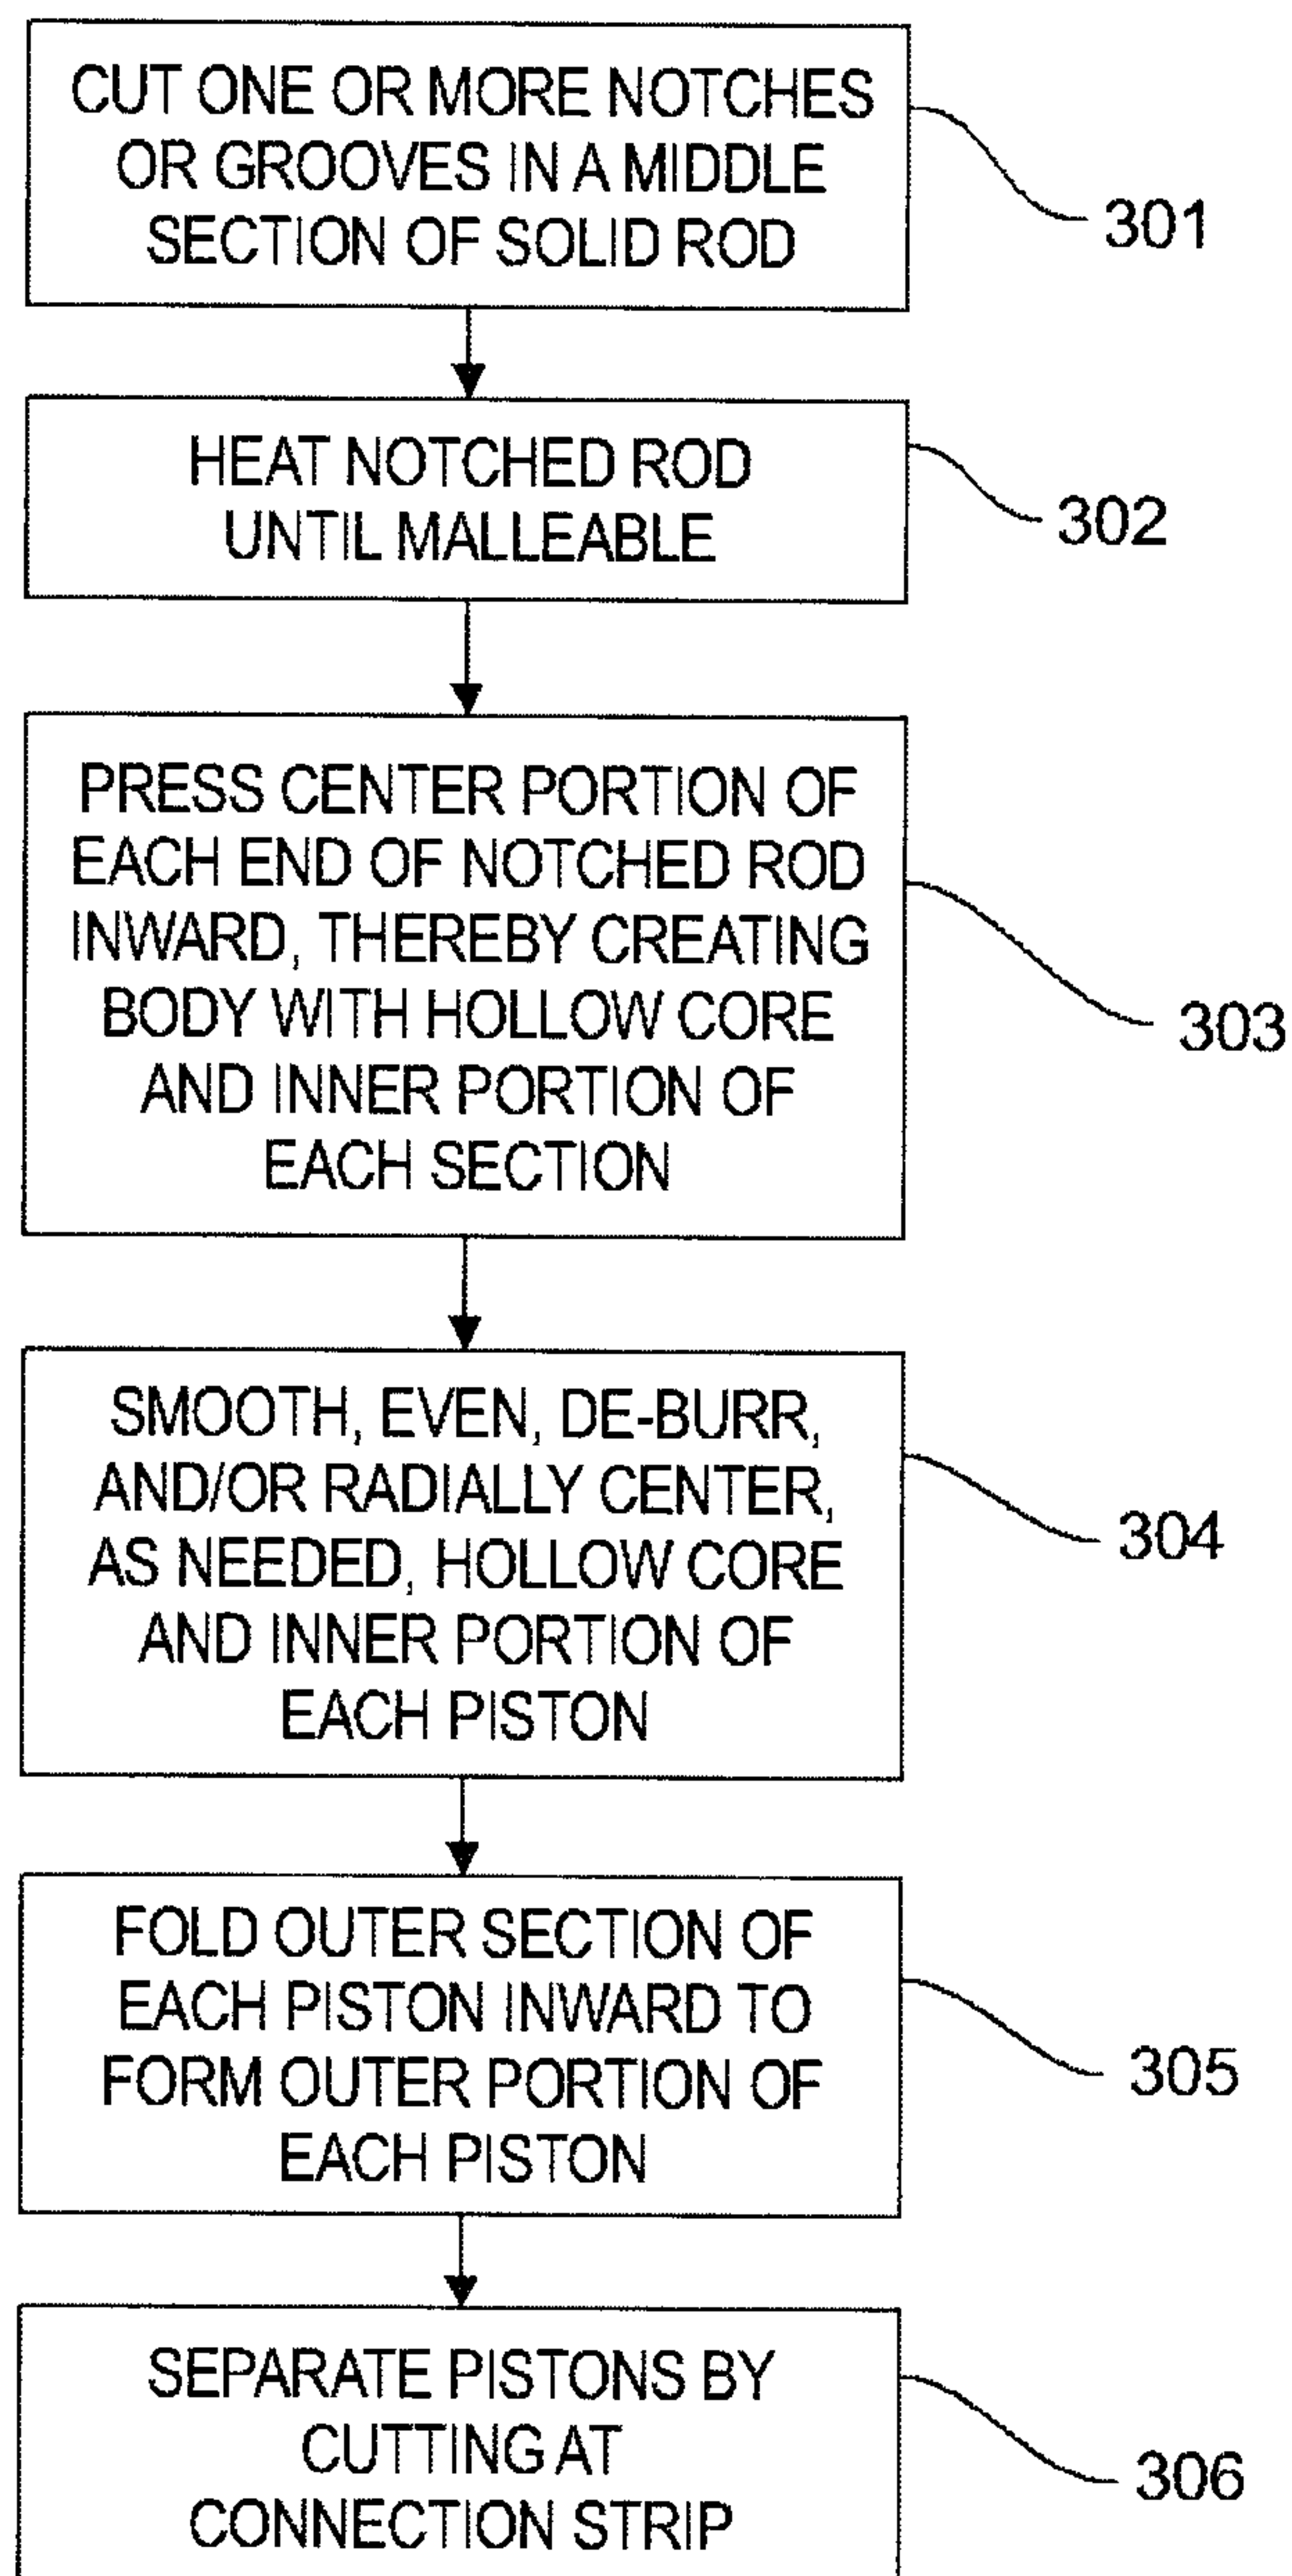 CUT ONE OR MORE NOTCHES
OR GROOVES IN A MIDDLE
SECTION OF SOLID ROD
301
HEAT NOTCHED ROD
UNTIL MALLEABLE
302
PRESS CENTER PORTION OF
EACH END OF NOTCHED ROD
INWARD, THEREBY CREATING
BODY WITH HOLLOW CORE
AND INNER PORTION OF
EACH SECTION
303
SMOOTH, EVEN, DE-BURR,
AND/OR RADIALLY CENTER,
AS NEEDED, HOLLOW CORE
AND INNER PORTION OF
EACH PISTON
304
FOLD OUTER SECTION OF
EACH PISTON INWARD TO
FORM OUTER PORTION OF
EACH PISTON
305
SEPARATE PISTONS BY
CUTTING AT
CONNECTION STRIP
306